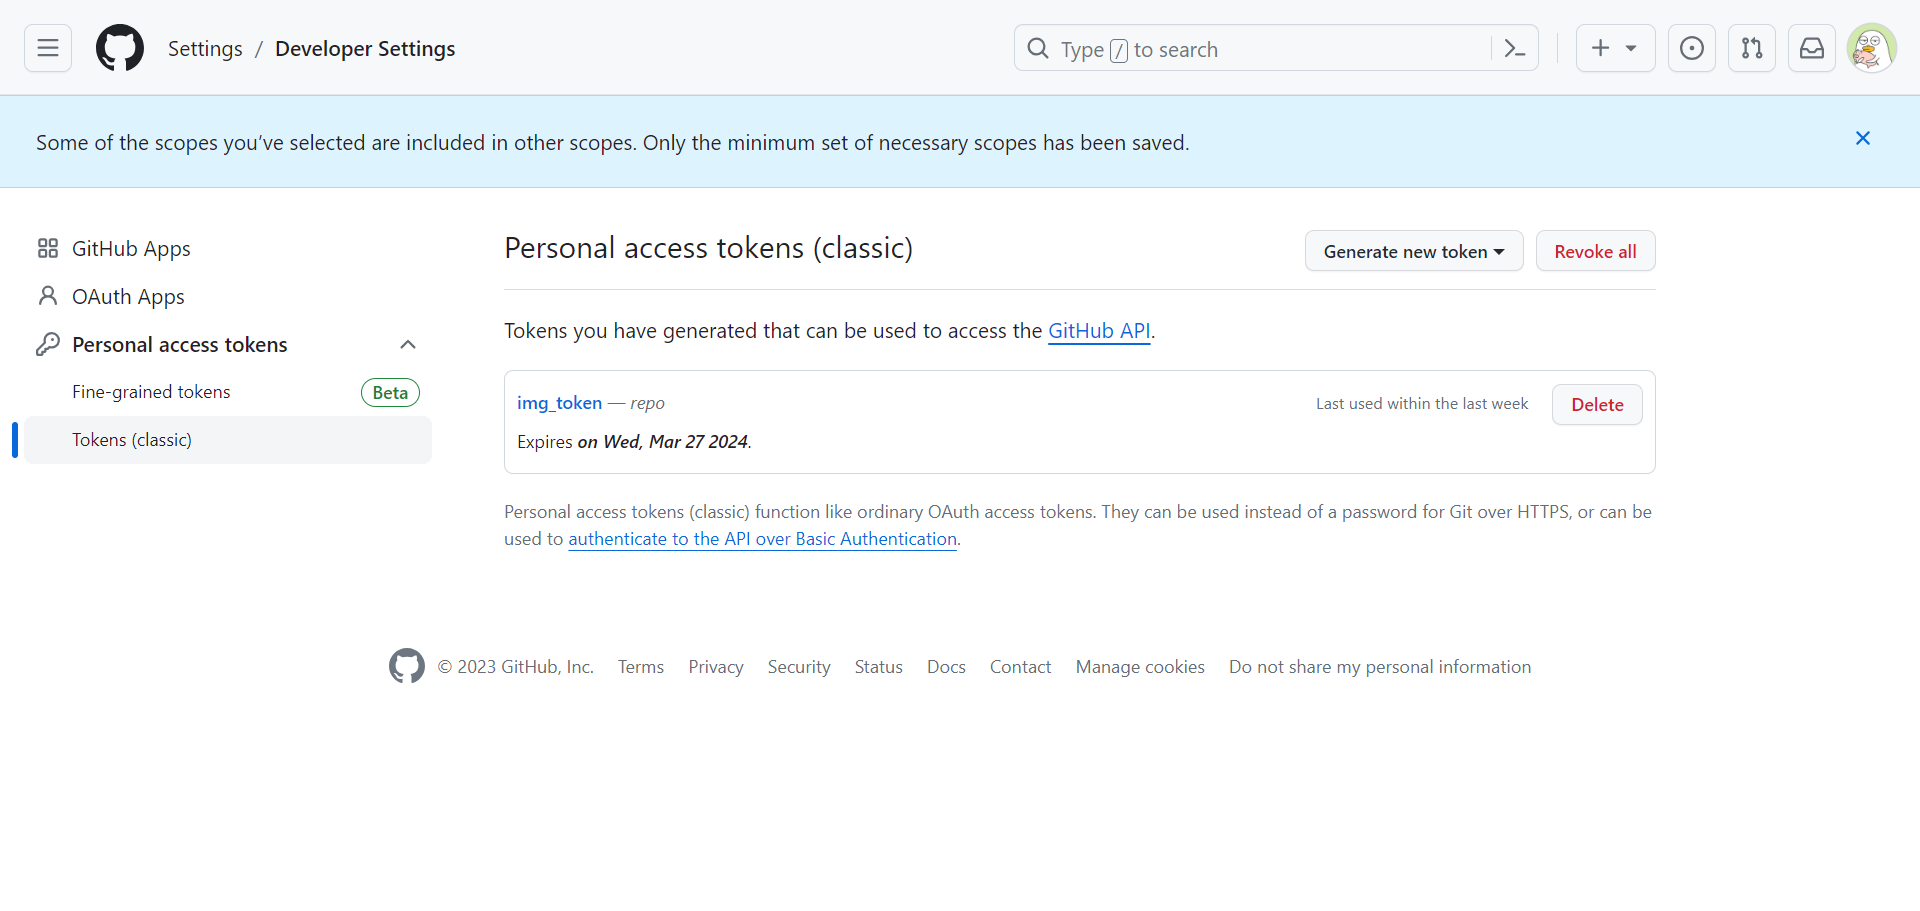 Settings / Developer Settings
Type / to search
Some of the scopes you’ve selected are included in other scopes. Only the minimum set of necessary scopes has been saved.
GitHub Apps
OAuth Apps
Personal access tokens
Fine-grained tokens Beta
Tokens (classic)
Personal access tokens (classic)
Generate new token
Revoke all
Tokens you have generated that can be used to access the GitHub API.
img_token — repo
Last used within the last week
Delete
Expires on Wed, Mar 27 2024.
Personal access tokens (classic) function like ordinary OAuth access tokens. They can be used instead of a password for Git over HTTPS, or can be
used to authenticate to the API over Basic Authentication.
© 2023 GitHub, Inc. Terms Privacy Security Status Docs Contact Manage cookies Do not share my personal information